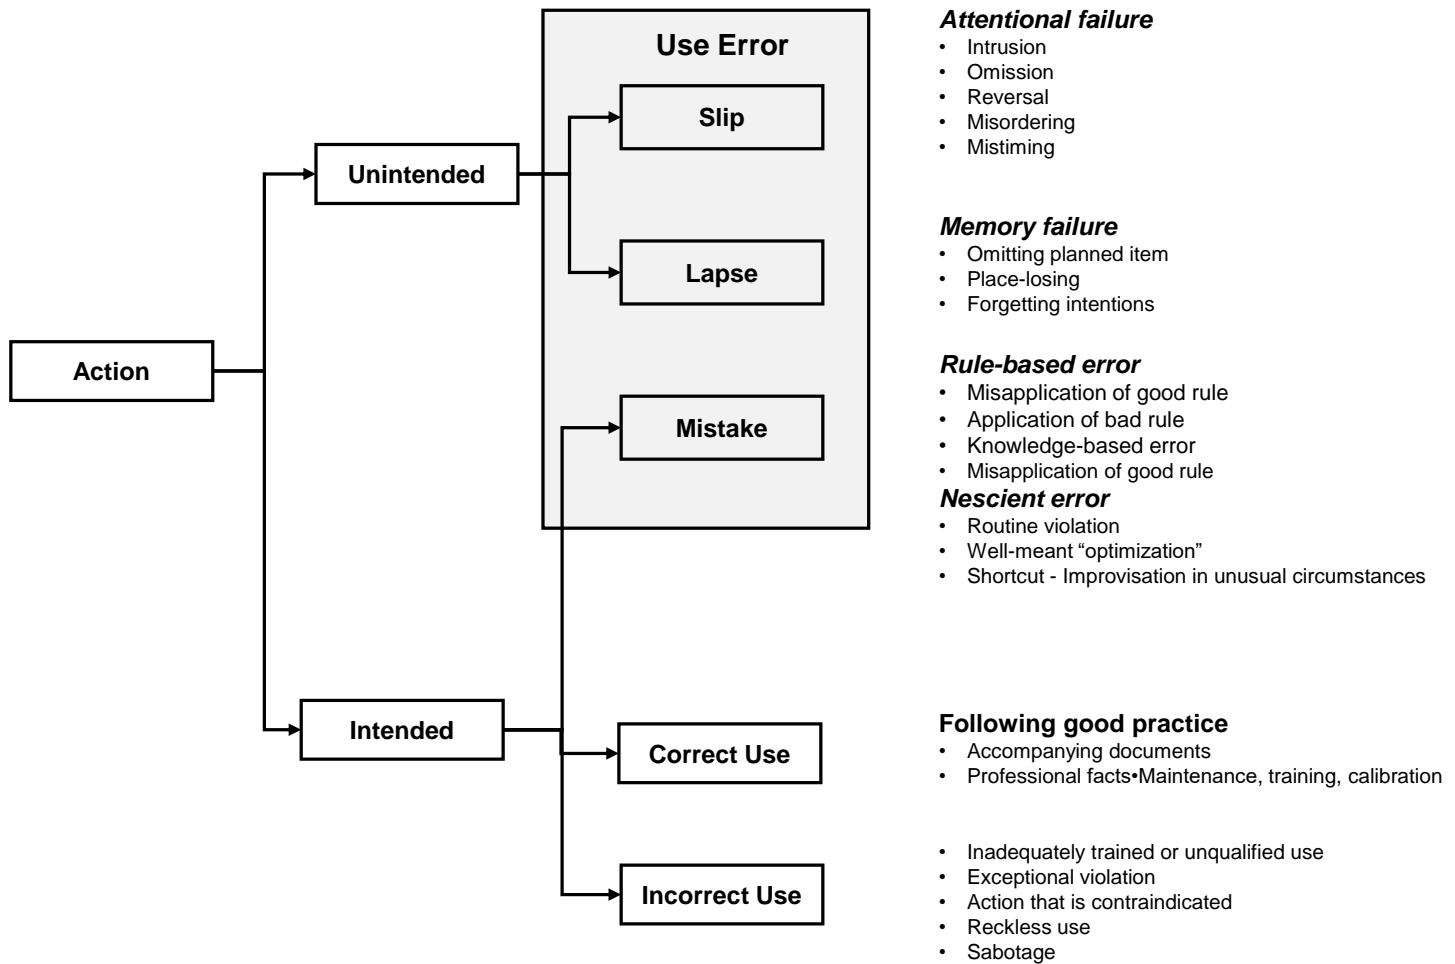 Use Error
Slip
Unintended
Lapse
Action
Mistake
Intended
Correct Use
Incorrect Use
Attentional failure
• Intrusion
• Omission
• Reversal
• Misordering
• Mistiming
Memory failure
• Omitting planned item
• Place-losing
• Forgetting intentions
Rule-based error
• Misapplication of good rule
• Application of bad rule
• Knowledge-based error
• Misapplication of good rule
Nescient error
• Routine violation
• Well-meant “optimization”
• Shortcut - Improvisation in unusual circumstances
Following good practice
• Accompanying documents
• Professional facts•Maintenance, training, calibration
• Inadequately trained or unqualified use
• Exceptional violation
• Action that is contraindicated
• Reckless use
• Sabotage